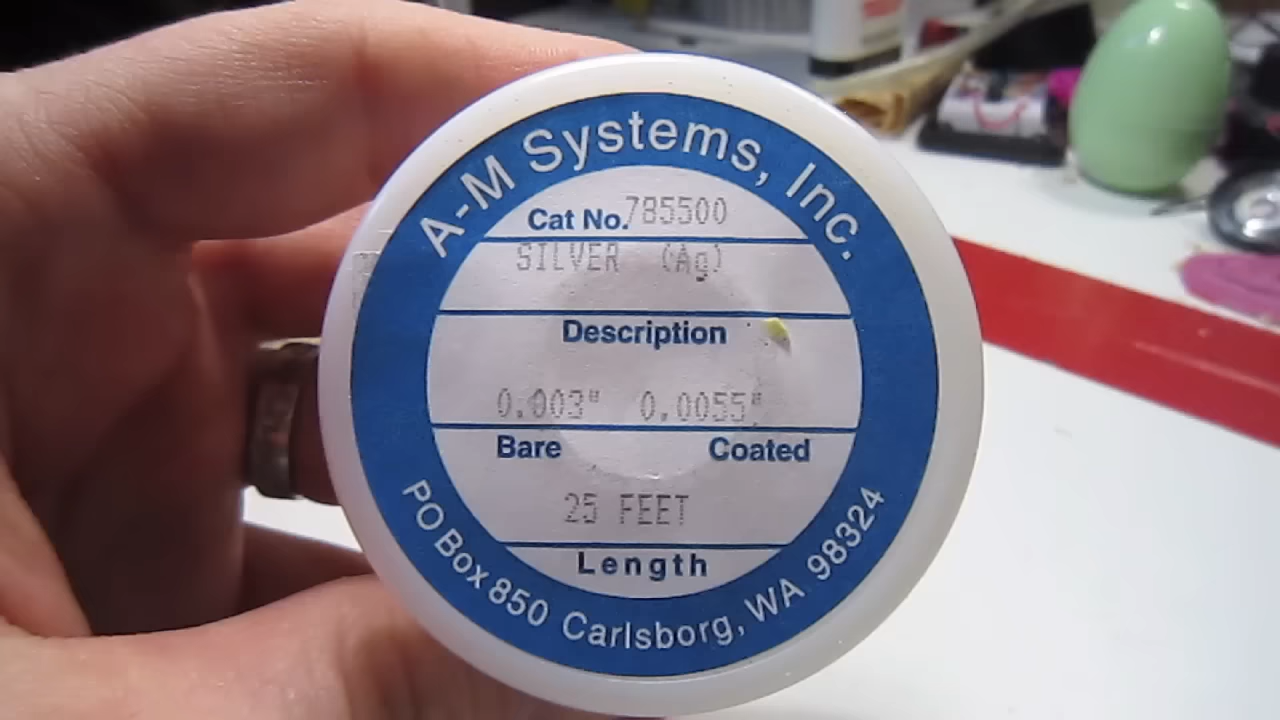 A-M Systems, Inc.
Cat No. 785500
SILVER (Ag)
Description
0.003" 0.0055"
Bare Coated
25 FEET
Length
PO Box 850 Carlsborg, WA 98324